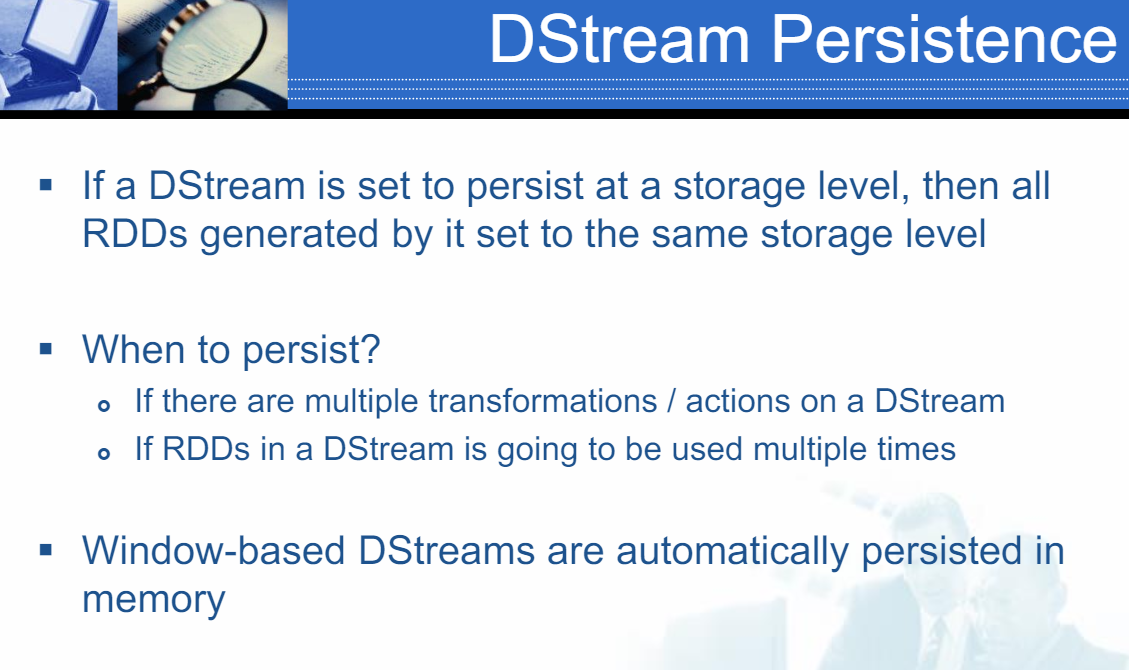 DStream Persistence
▪ If a DStream is set to persist at a storage level, then all
RDDs generated by it set to the same storage level
▪ When to persist?
o If there are multiple transformations / actions on a DStream
o If RDDs in a DStream is going to be used multiple times
▪ Window-based DStreams are automatically persisted in
memory